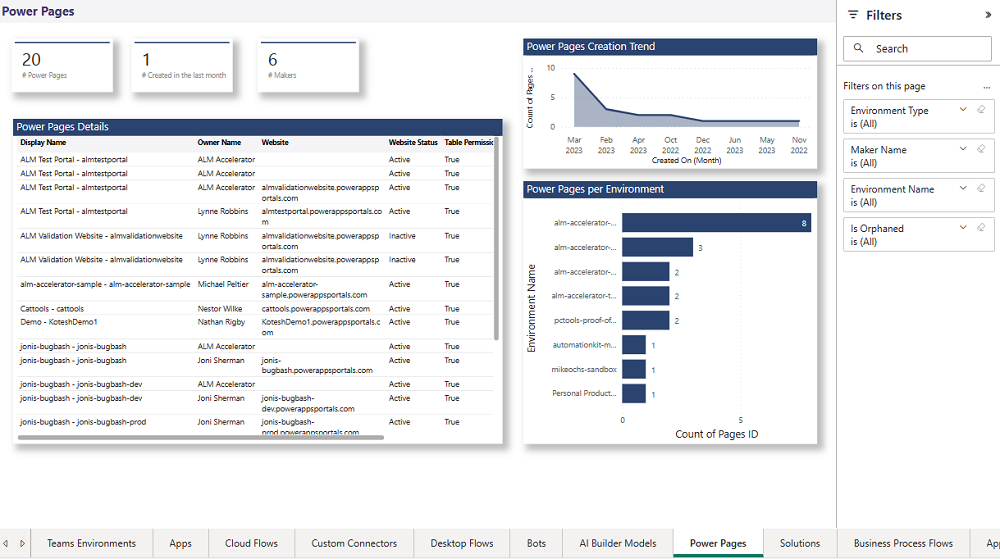 Power Pages
20
# Power Pages
1
# Created in the last month
6
# Makers
Power Pages Details
Display Name Owner Name Website Website Status Table Permissic
ALM Test Portal - almtestportal ALM Accelerator Active True
ALM Test Portal - almtestportal ALM Accelerator Active True
ALM Test Portal - almtestportal ALM Accelerator almvalidationwebsite.powerappsp Active True
ortals.com
ALM Test Portal - almtestportal Lynne Robbins almtestportal.powerappsportals.co Active True
m
ALM Validation Website - almvalidationwebsite Lynne Robbins almvalidationwebsite.powerappsp Inactive True
ortals.com
ALM Validation Website - almvalidationwebsite Lynne Robbins almvalidationwebsite.powerappsp Inactive True
ortals.com
alm-accelerator-sample - alm-accelerator-sample Michael Peltier alm-accelerator- Active True
sample.powerappsportals.com
Cattools - cattools Nestor Wilke cattools.powerappsportals.com Active True
Demo - KoteshDemo1 Nathan Rigby KoteshDemo1.powerappsportals.c Active True
om
jonis-bugbash - jonis-bugbash ALM Accelerator Active True
jonis-bugbash - jonis-bugbash Joni Sherman jonis- Active True
bugbash.powerappsportals.com
jonis-bugbash - jonis-bugbash-dev ALM Accelerator Active True
jonis-bugbash - jonis-bugbash-dev Joni Sherman jonis-bugbash- Active True
dev.powerappsportals.com
jonis-bugbash - jonis-bugbash-prod Joni Sherman jonis-bugbash- Active True
prod.powerappsportals.com
Power Pages Creation Trend
Count of Pages ...
10
5
0
Mar Feb Apr Oct Dec Jun May Nov
2023 2023 2023 2022 2022 2023 2023 2022
Created On (Month)
Power Pages per Environment
Environment Name
alm-accelerator-... 8
alm-accelerator-... 3
alm-accelerator-... 2
alm-accelerator-t... 2
pctools-proof-of... 2
automationkit-m... 1
mikeochs-sandbox 1
Personal Product... 1
0 5
Count of Pages ID
Filters
Search
Filters on this page ...
Environment Type
is (All)
Maker Name
is (All)
Environment Name
is (All)
Is Orphaned
is (All)
Teams Environments Apps Cloud Flows Custom Connectors Desktop Flows Bots AI Builder Models Power Pages Solutions Business Process Flows Ap